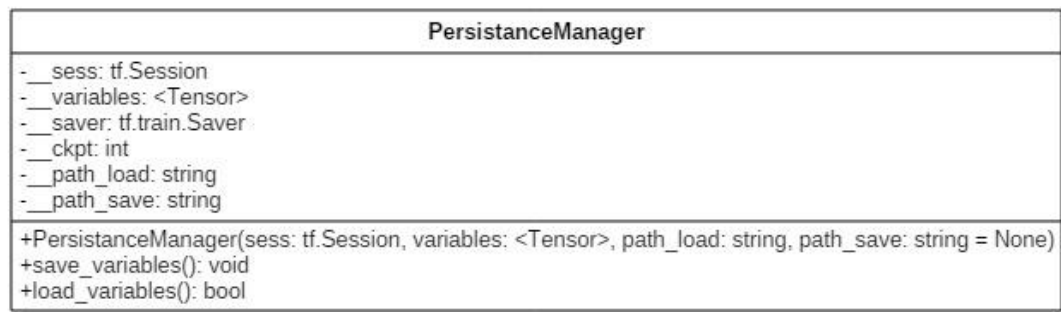 PersistanceManager
-__sess: tf.Session
-__variables: <Tensor>
-__saver: tf.train.Saver
-__ckpt: int
-__path_load: string
-__path_save: string
+PersistanceManager(sess: tf.Session, variables: <Tensor>, path_load: string, path_save: string = None)
+save_variables(): void
+load_variables(): bool